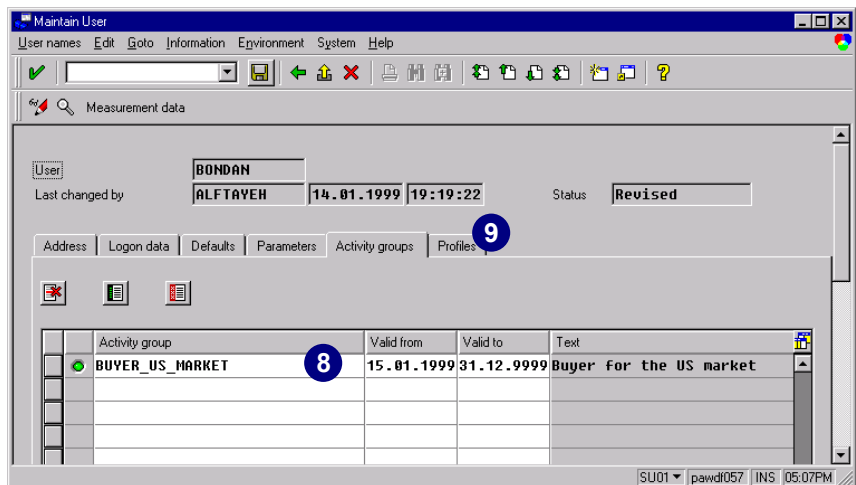 Maintain User
User names Edit Goto Information Environment System Help
Measurement data
User BONDAN
Last changed by ALFTAYEH 14.01.1999 19:19:22 Status Revised
Address Logon data Defaults Parameters Activity groups Profiles 9
Activity group Valid from Valid to Text
BUYER_US_MARKET 8 15.01.1999 31.12.9999 Buyer for the US market
SU01 pawdf057 INS 05:07PM